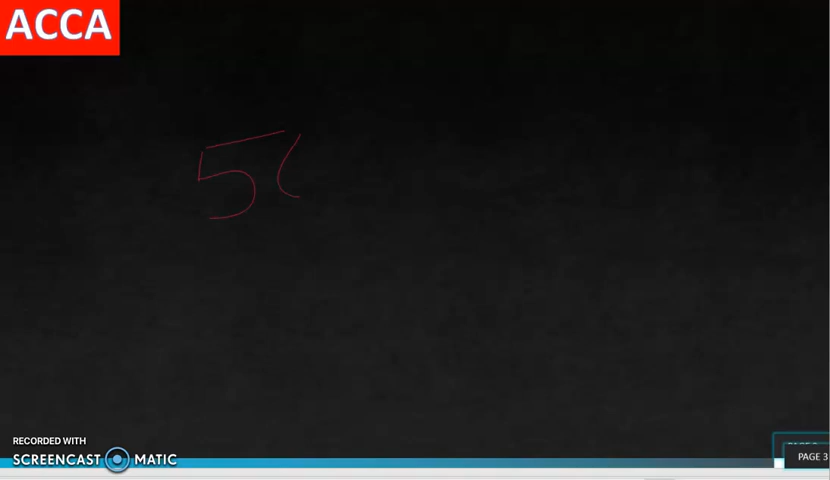 ACCA
5
RECORDED WITH
SCREENCAST MATIC
PAGE 3